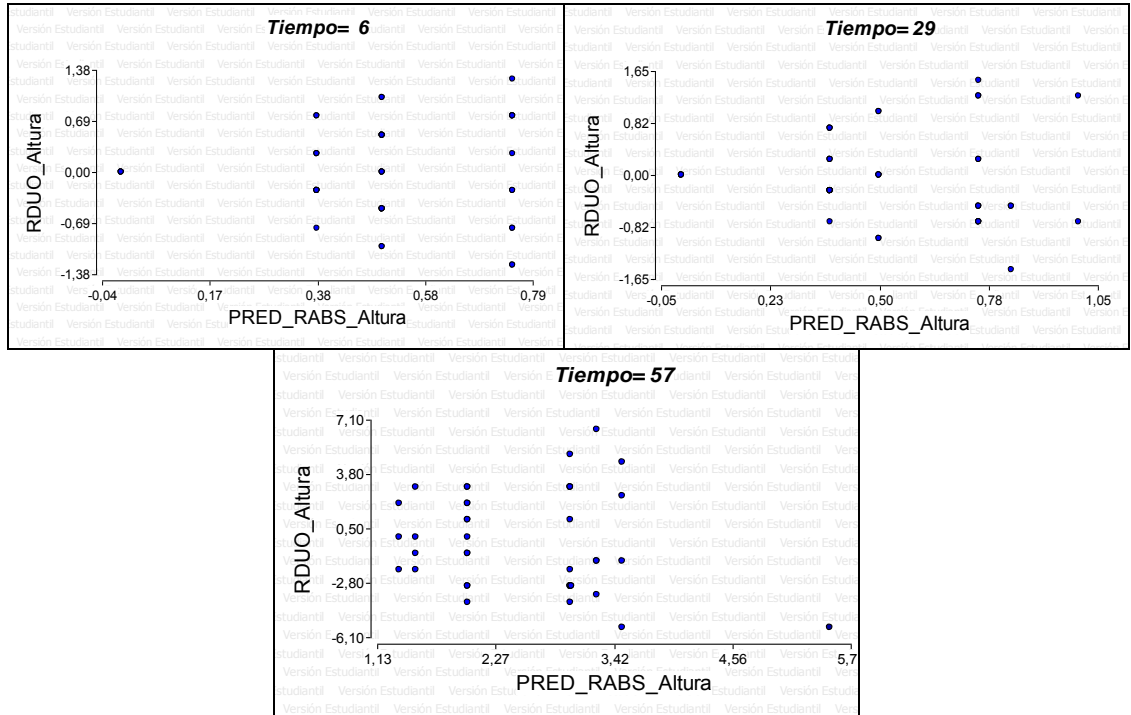 Tiempo= 6
1,38
0,69
0,00
-0,69
-1,38
RDUO_Altura
-0,04 0,17 0,38 0,58 0,79
PRED_RABS_Altura
Tiempo= 29
1,65
0,82
0,00
-0,82
-1,65
RDUO_Altura
-0,05 0,23 0,50 0,78 1,05
PRED_RABS_Altura
Tiempo= 57
7,10
3,80
0,50
-2,80
-6,10
RDUO_Altura
1,13 2,27 3,42 4,56 5,7
PRED_RABS_Altura
Versión Estudiantil